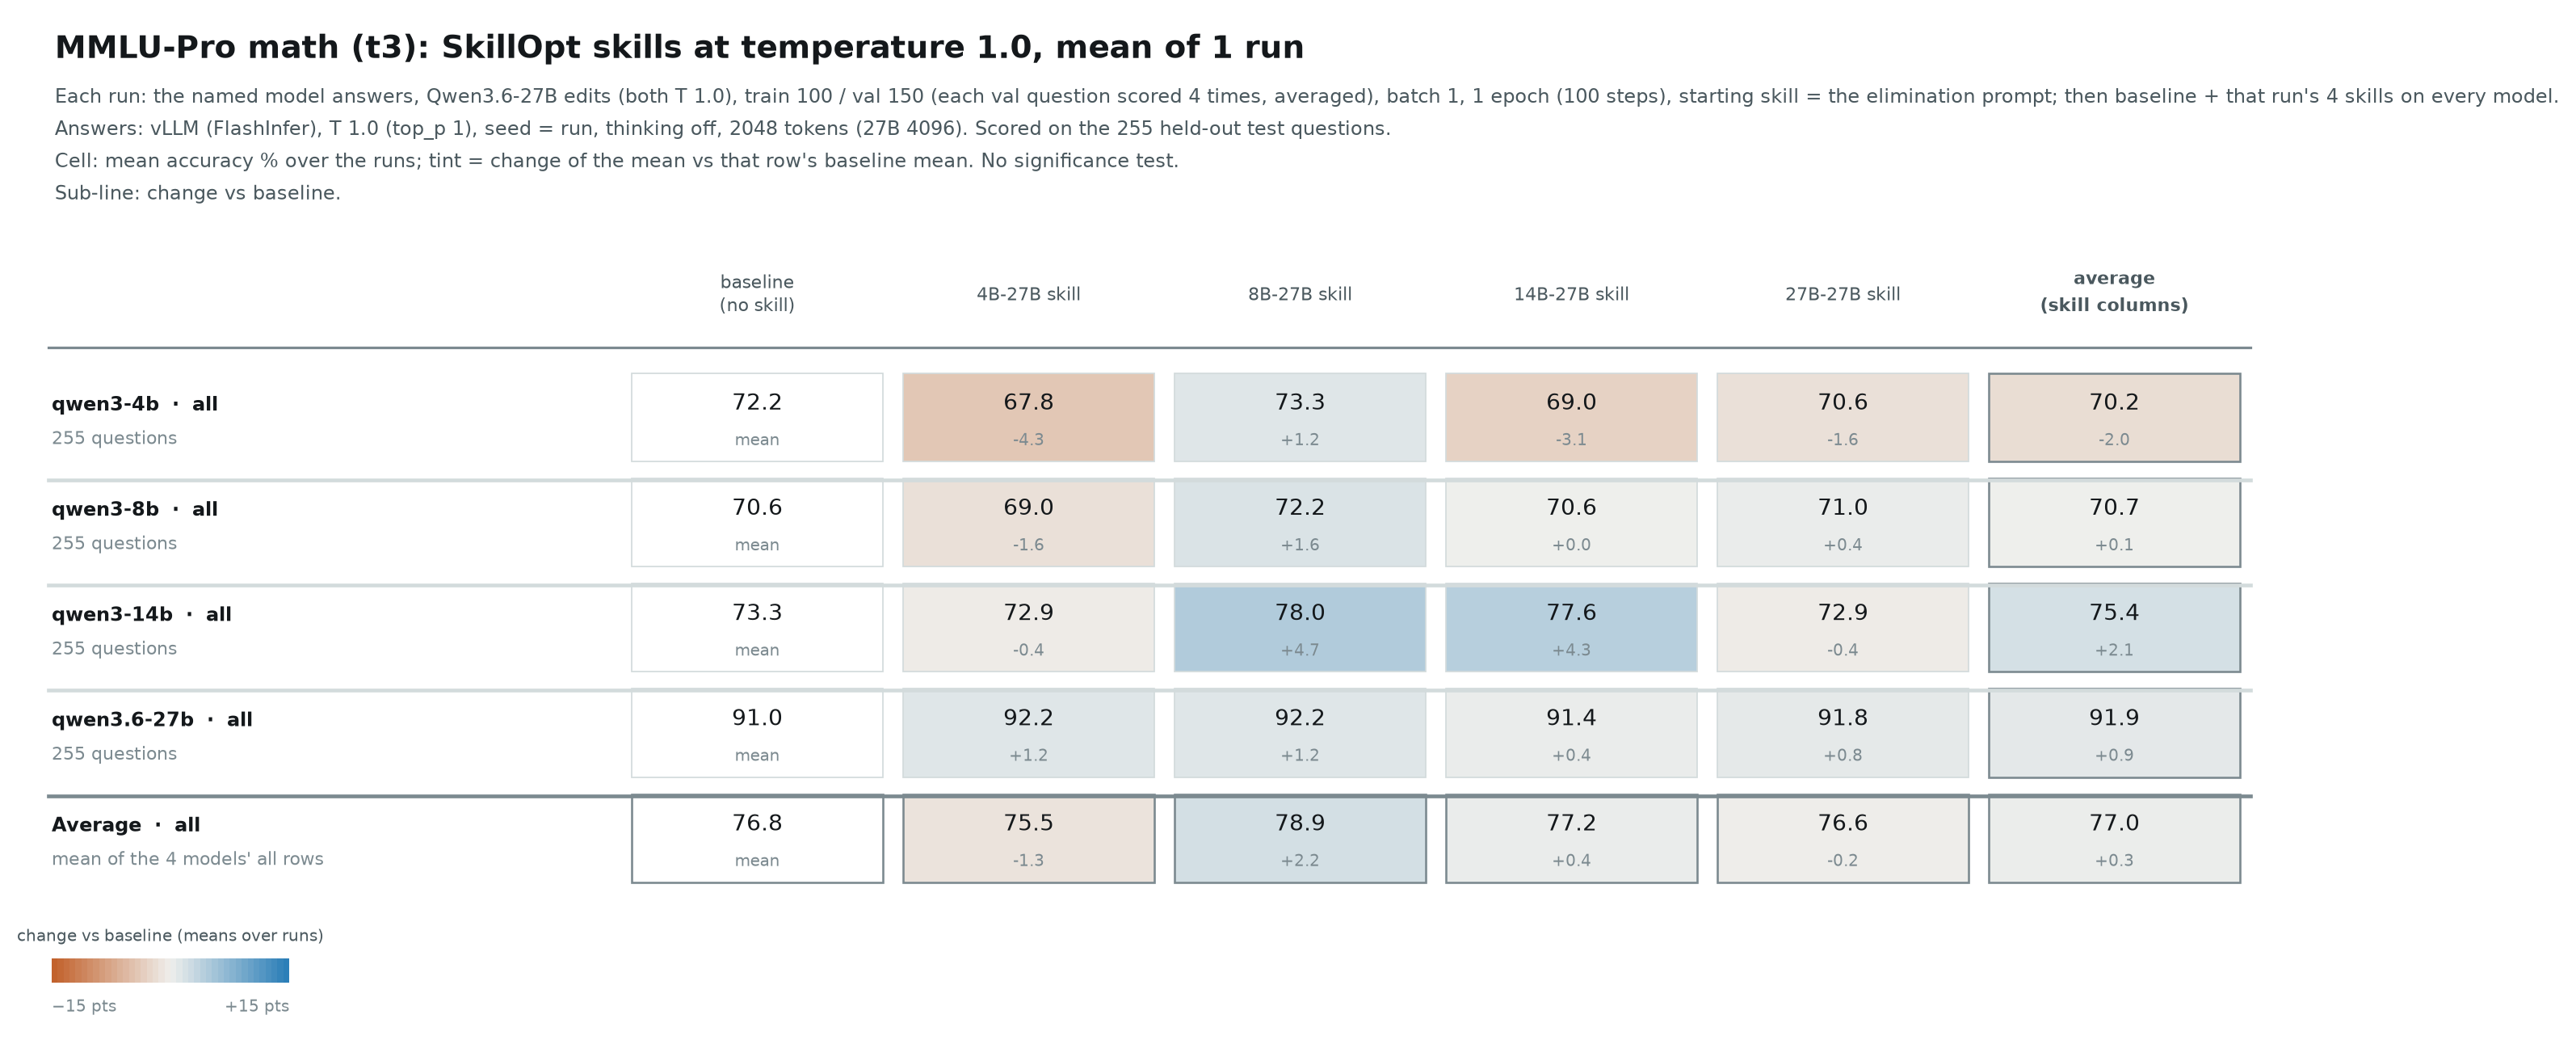 MMLU-Pro math (t3): SkillOpt skills at temperature 1.0, mean of 1 run
Each run: the named model answers, Qwen3.6-27B edits (both T 1.0), train 100 / val 150 (each val question scored 4 times, averaged), batch 1, 1 epoch (100 steps), starting skill = the elimination prompt; then baseline + that run's 4 skills on every model.
Answers: vLLM (FlashInfer), T 1.0 (top_p 1), seed = run, thinking off, 2048 tokens (27B 4096). Scored on the 255 held-out test questions.
Cell: mean accuracy % over the runs; tint = change of the mean vs that row's baseline mean. No significance test.
Sub-line: change vs baseline.
baseline (no skill) 4B-27B skill 8B-27B skill 14B-27B skill 27B-27B skill average (skill columns)
qwen3-4b · all 72.2 67.8 73.3 69.0 70.6 70.2
255 questions mean -4.3 +1.2 -3.1 -1.6 -2.0
qwen3-8b · all 70.6 69.0 72.2 70.6 71.0 70.7
255 questions mean -1.6 +1.6 +0.0 +0.4 +0.1
qwen3-14b · all 73.3 72.9 78.0 77.6 72.9 75.4
255 questions mean -0.4 +4.7 +4.3 -0.4 +2.1
qwen3.6-27b · all 91.0 92.2 92.2 91.4 91.8 91.9
255 questions mean +1.2 +1.2 +0.4 +0.8 +0.9
Average · all 76.8 75.5 78.9 77.2 76.6 77.0
mean of the 4 models' all rows mean -1.3 +2.2 +0.4 -0.2 +0.3
change vs baseline (means over runs)
−15 pts +15 pts